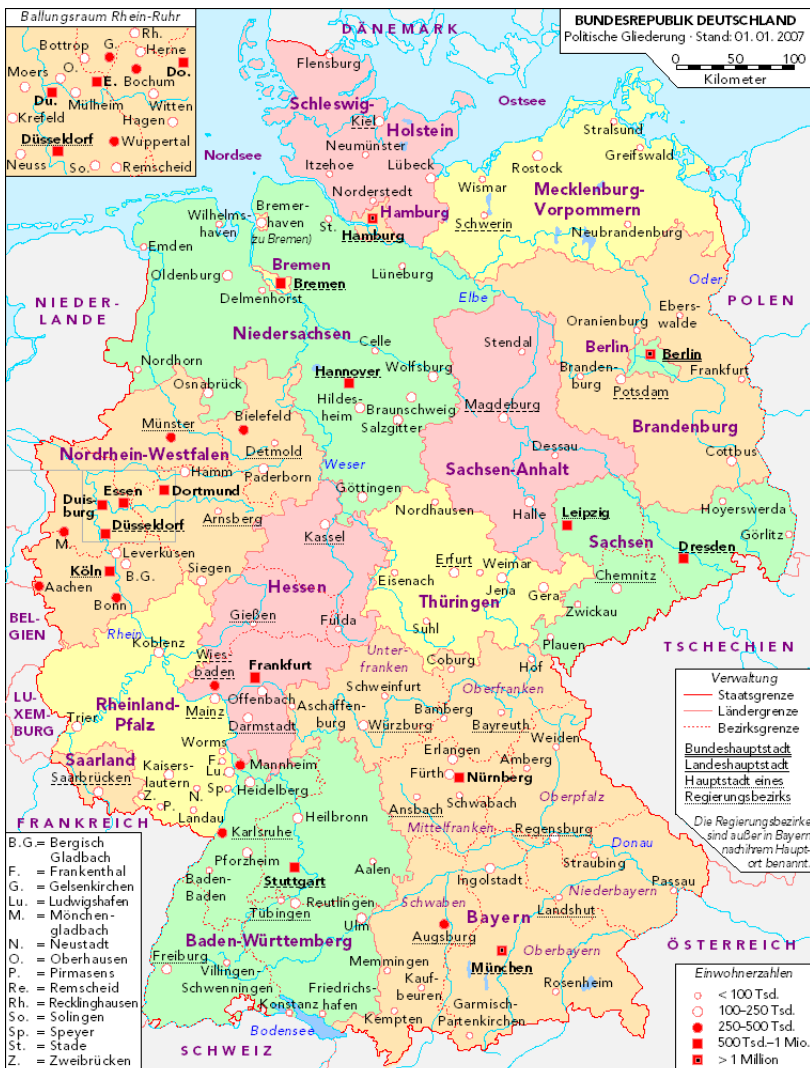 Ballungsraum Rhein-Ruhr
Rh.
Bottrop
G.
Herne
Moers
O.
E.
Bochum
Do.
Du.
Mülheim
Witten
Krefeld
Hagen
Düsseldorf
Wuppertal
Neuss
So.
Remscheid
DÄNEMARK
BUNDESREPUBLIK DEUTSCHLAND
Politische Gliederung · Stand: 01. 01. 2007
100 0 100
Kilometer
Flensburg
Schleswig-
Holstein
Kiel
Ostsee
Nordsee
Neumünster
Itzehoe
Lübeck
Norderstedt
Stralsund
Greifswald
Rostock
Wismar
Mecklenburg-
Vorpommern
Schwerin
Neubrandenburg
Hamburg
Hamburg
Wilhelms-
haven
Bremer-
haven
(zu Bremen)
St.
Emden
Oldenburg
Bremen
Bremen
Delmenhorst
Lüneburg
Elbe
Oder
POLEN
NIEDER-
LANDE
Niedersachsen
Ebers-
walde
Oranienburg
Berlin
Berlin
Stendal
Celle
Nordhorn
Osnabrück
Hannover
Wolfsburg
Branden-
burg
Potsdam
Frankfurt
Hildes-
heim
Braunschweig
Salzgitter
Magdeburg
Brandenburg
Münster
Bielefeld
Detmold
Nordrhein-Westfalen
Hamm
Paderborn
Weser
Dessau
Sachsen-Anhalt
Cottbus
Duis-
burg
Essen
Dortmund
Göttingen
Nordhausen
Halle
Leipzig
Hoyerswerda
Düsseldorf
Arnsberg
Kassel
M.
Sachsen
Görlitz
Dresden
Leverkusen
Köln
B.G.
Siegen
Hessen
Erfurt
Weimar
Eisenach
Jena
Thüringen
Gera
Chemnitz
Aachen
Bonn
Gießen
Fulda
Zwickau
BEL-
GIEN
Rhein
Koblenz
Suhl
Plauen
TSCHECHIEN
Unter-
franken
Coburg
Hof
Wies-
baden
Frankfurt
Offenbach
Schweinfurt
Oberfranken
LU-
XEM-
BURG
Rheinland-
Pfalz
Mainz
Darmstadt
Aschaffen-
burg
Würzburg
Bamberg
Bayreuth
Trier
Weiden
Worms
Erlangen
Amberg
Saarland
Saarbrücken
Kaisers-
lautern
F.
Lu.
Mannheim
Fürth
Nürnberg
Sp.
Heidelberg
Z.
P.
N.
Landau
Ansbach
Schwabach
Oberpfalz
Heilbronn
Mittelfranken
FRANKREICH
Karlsruhe
Regensburg
Donau
Pforzheim
Straubing
Aalen
Ingolstadt
Passau
Baden-
Baden
Stuttgart
Niederbayern
Tübingen
Reutlingen
Schwaben
Landshut
Ulm
Bayern
Augsburg
Baden-Württemberg
Oberbayern
Freiburg
München
Memmingen
Villingen-
Schwenningen
Kauf-
beuren
Rosenheim
Friedrichs-
hafen
Konstanz
Garmisch-
Partenkirchen
Kempten
Bodensee
SCHWEIZ
ÖSTERREICH
Verwaltung
Staatsgrenze
Ländergrenze
Bezirksgrenze
Bundeshauptstadt
Landeshauptstadt
Hauptstadt eines
Regierungsbezirks
Die Regierungsbezirke
sind außer in Bayern
nach ihrem Haupt-
ort benannt.
B.G.= Bergisch
Gladbach
F. = Frankenthal
G. = Gelsenkirchen
Lu. = Ludwigshafen
M. = Mönchen-
gladbach
N. = Neustadt
O. = Oberhausen
P. = Pirmasens
Re. = Remscheid
Rh. = Recklinghausen
So. = Solingen
Sp. = Speyer
St. = Stade
Z. = Zweibrücken
Einwohnerzahlen
< 100 Tsd.
100–250 Tsd.
250–500 Tsd.
500 Tsd.–1 Mio.
> 1 Million